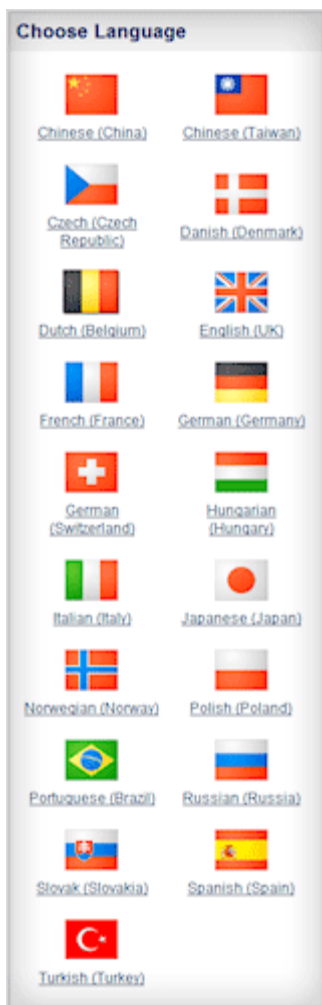 Choose Language
Chinese (China)
Chinese (Taiwan)
Czech (Czech
Republic)
Danish (Denmark)
Dutch (Belgium)
English (UK)
French (France)
German (Germany)
German
(Switzerland)
Hungarian
(Hungary)
Italian (Italy)
Japanese (Japan)
Norwegian (Norway)
Polish (Poland)
Portuguese (Brazil)
Russian (Russia)
Slovak (Slovakia)
Spanish (Spain)
Turkish (Turkey)